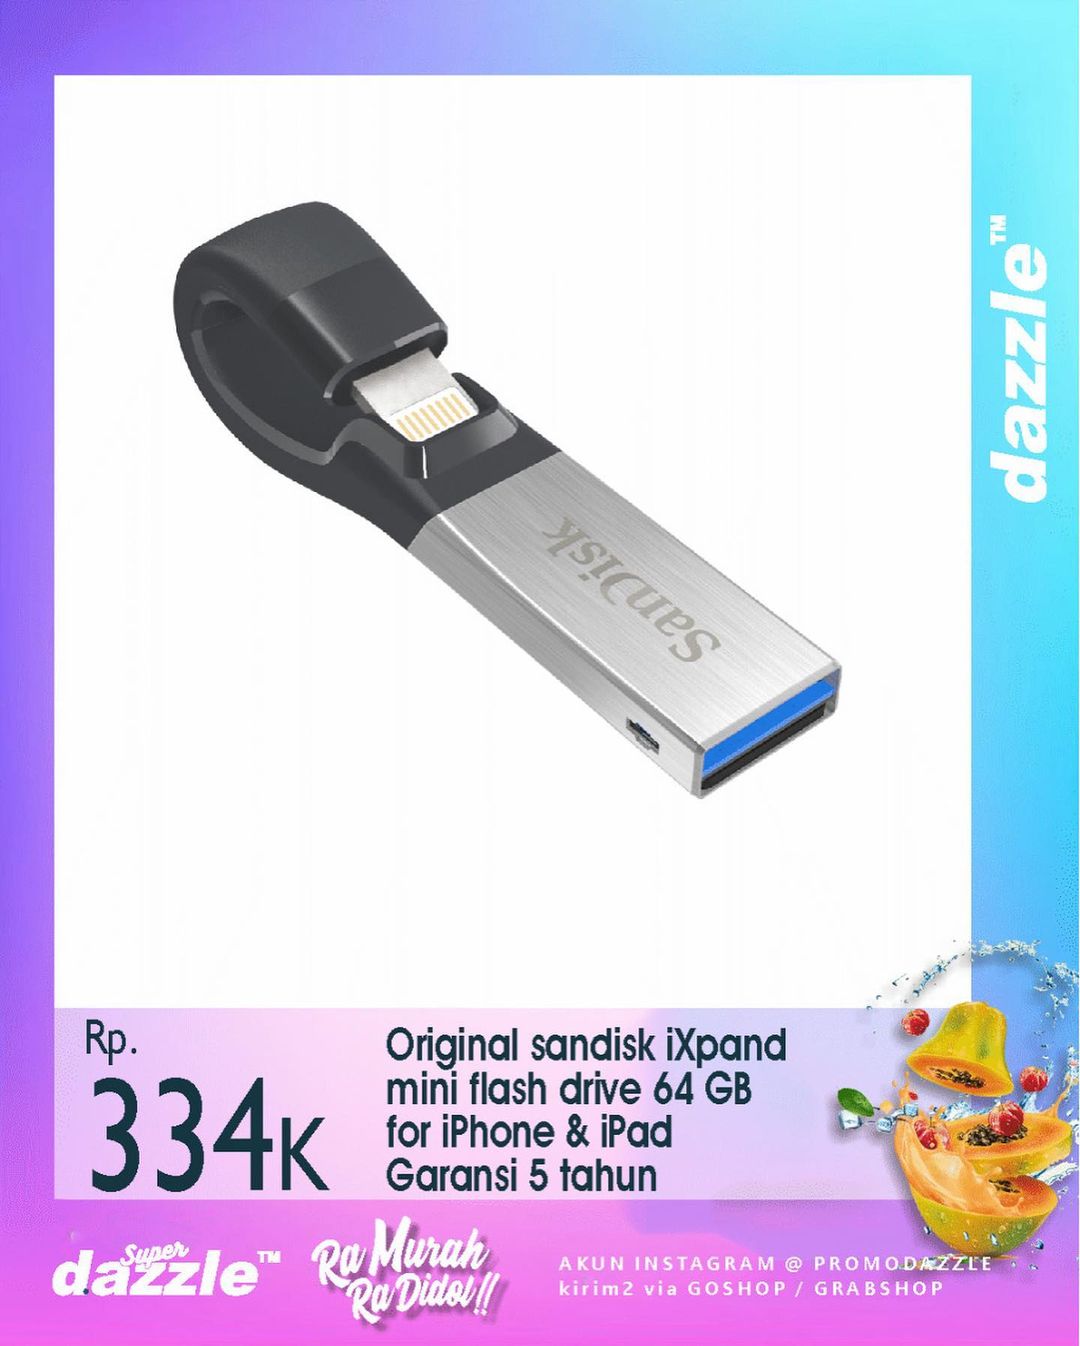 dazzle™
SanDisk
Rp.
334K
Original sandisk iXpand
mini flash drive 64 GB
for iPhone & iPad
Garansi 5 tahun
Super
dazzle™
Ra Murah
Ra Didol!!
AKUN INSTAGRAM @ PROMODAZZLE
kirim2 via GOSHOP / GRABSHOP